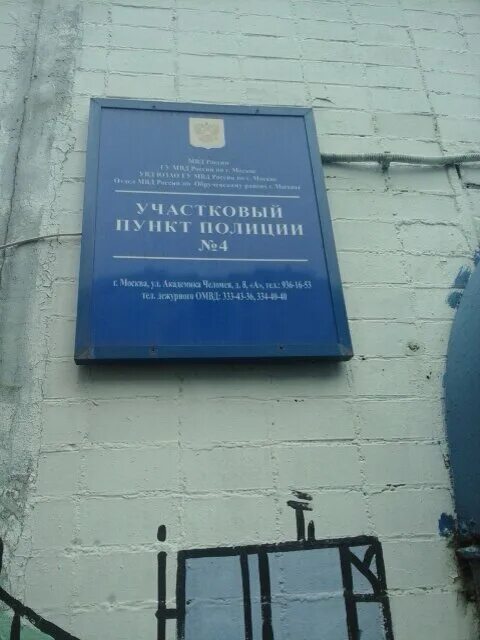 МВД России
ГУ МВД России по г. Москве
УВД ЮЗАО ГУ МВД России по г. Москве
Отдел МВД России по Обручевскому району г. Москвы
УЧАСТКОВЫЙ
ПУНКТ ПОЛИЦИИ
№4
г. Москва, ул. Академика Челомея, д. 8, «А», тел.: 936-16-53
тел. дежурного ОМВД: 333-43-36, 334-40-40